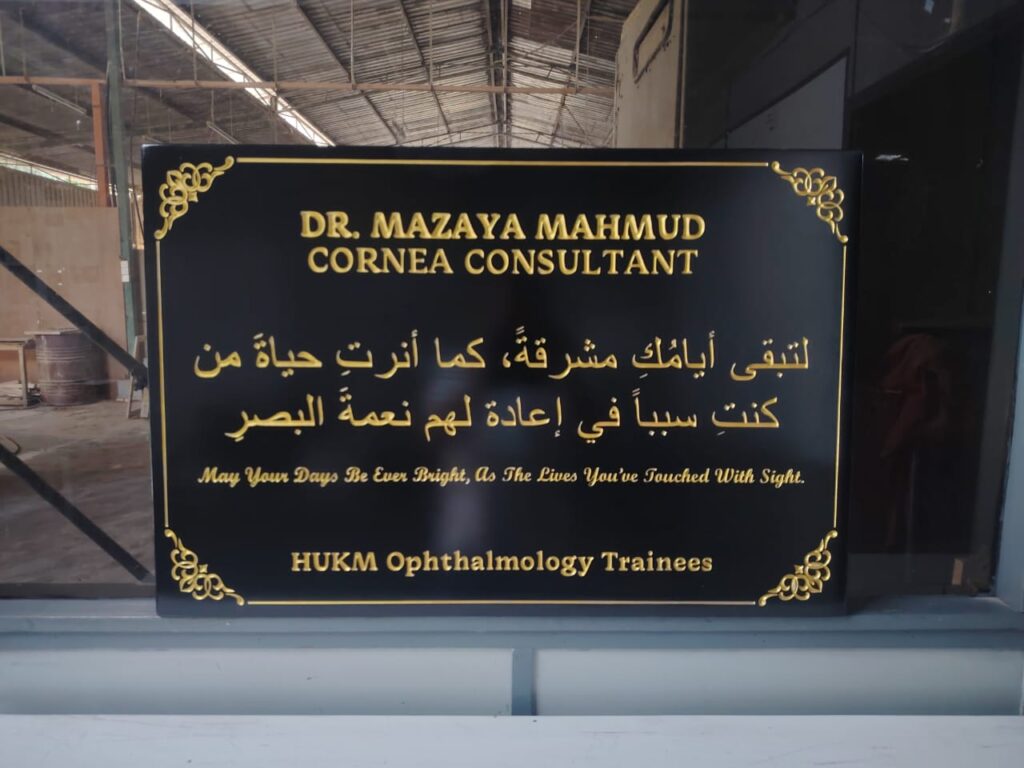 DR. MAZAYA MAHMUD
CORNEA CONSULTANT
لتبقى أيامُكِ مشرقةً، كما أنرتِ حياةَ من
كنتِ سبباً في إعادة لهم نعمةَ البصرِ
May Your Days Be Ever Bright, As The Lives You've Touched With Sight.
HUKM Ophthalmology Trainees